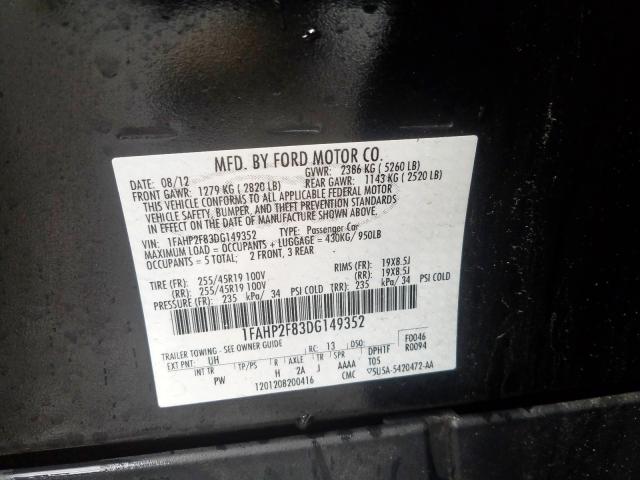 MFD. BY FORD MOTOR CO.
DATE: 08/12 GVWR: 2386 KG ( 5260 LB)
FRONT GAWR: 1279 KG ( 2820 LB) REAR GAWR: 1143 KG ( 2520 LB)
THIS VEHICLE CONFORMS TO ALL APPLICABLE FEDERAL MOTOR
VEHICLE SAFETY, BUMPER, AND THEFT PREVENTION STANDARDS
IN EFFECT ON THE DATE OF MANUFACTURE SHOWN ABOVE.
VIN: 1FAHP2F83DG149352 TYPE: Passenger Car
MAXIMUM LOAD = OCCUPANTS + LUGGAGE = 430KG/ 950LB
OCCUPANTS = 5 TOTAL; 2 FRONT, 3 REAR
TIRE (FR): 255/45R19 100V RIMS (FR): 19X8.5J
(RR): 255/45R19 100V (RR): 19X8.5J
PRESSURE (FR): 235 kPa/ 34 PSI COLD (RR): 235 kPa/ 34 PSI COLD
1FAHP2F83DG149352
TRAILER TOWING - SEE OWNER GUIDE F0046
EXT PNT: UH RC: 13 DSO: R0094
INT TR TP/PS R AXLE TR SPR DPHTF
PW H 2A J AAAA T05
1201208200416 CMC 5U5A-5420472-AA